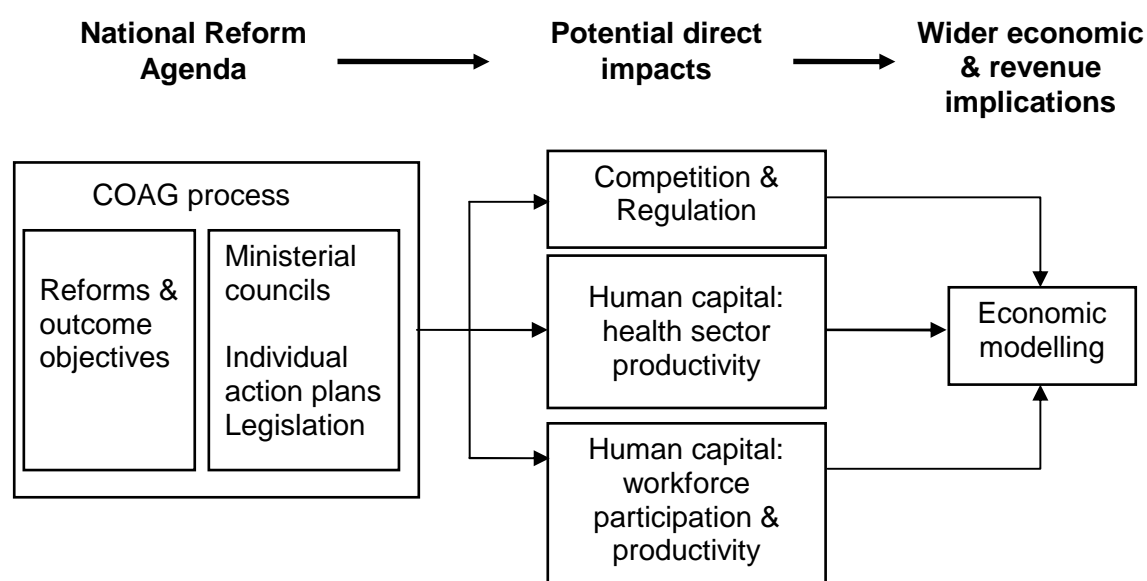 National Reform
Agenda
Potential direct
impacts
Wider economic
& revenue
implications
COAG process
Reforms &
outcome
objectives
Ministerial
councils
Individual
action plans
Legislation
Competition &
Regulation
Human capital:
health sector
productivity
Human capital:
workforce
participation &
productivity
Economic
modelling